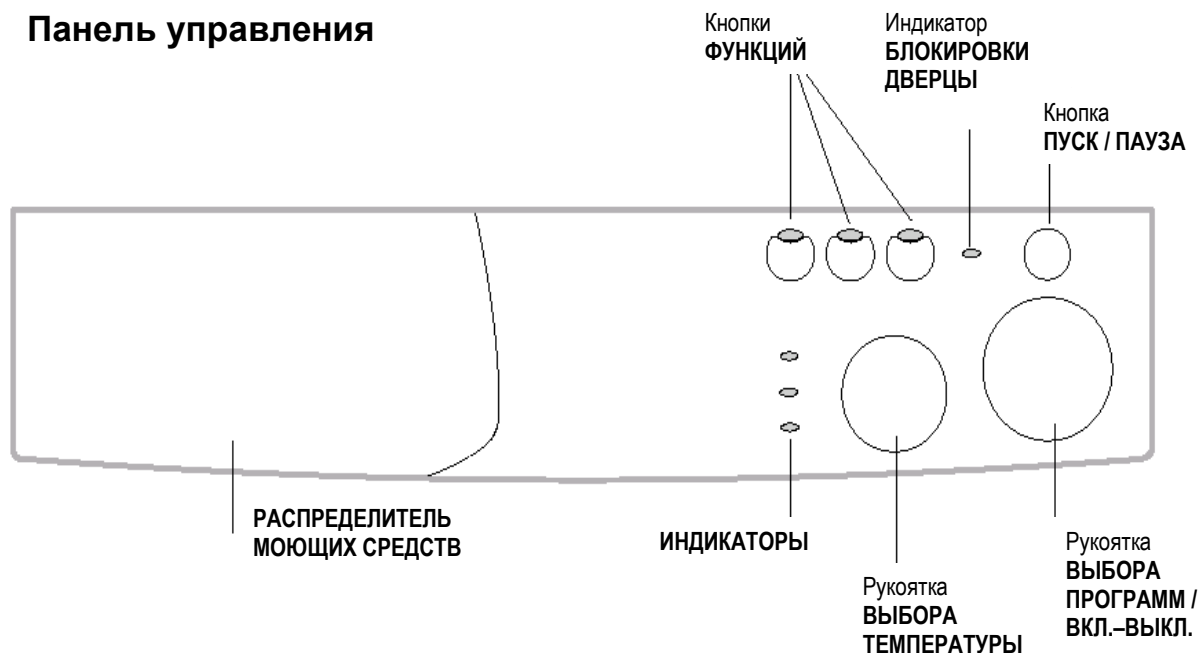 Панель управления
Кнопки
ФУНКЦИЙ
Индикатор
БЛОКИРОВКИ
ДВЕРЦЫ
Кнопка
ПУСК / ПАУЗА
РАСПРЕДЕЛИТЕЛЬ
МОЮЩИХ СРЕДСТВ
ИНДИКАТОРЫ
Рукоятка
ВЫБОРА
ТЕМПЕРАТУРЫ
Рукоятка
ВЫБОРА
ПРОГРАММ /
ВКЛ.–ВЫКЛ.